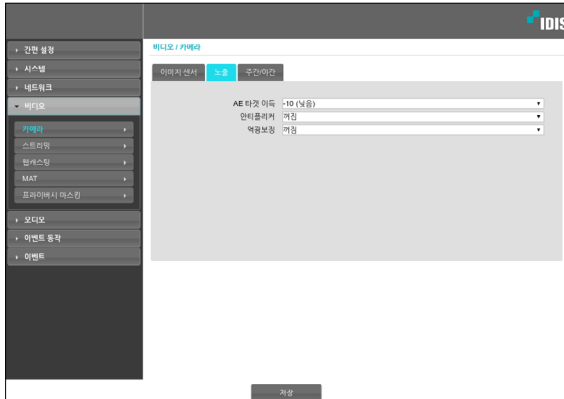 IDIS
간편 설정
시스템
네트워크
비디오
카메라
스트리밍
웹캐스팅
MAT
프라이버시 마스킹
오디오
이벤트 동작
이벤트
비디오 / 카메라
이미지 센서 노출 주간/야간
AE 타겟 이득 -10 (낮음)
안티플리커 꺼짐
역광보정 꺼짐
저장